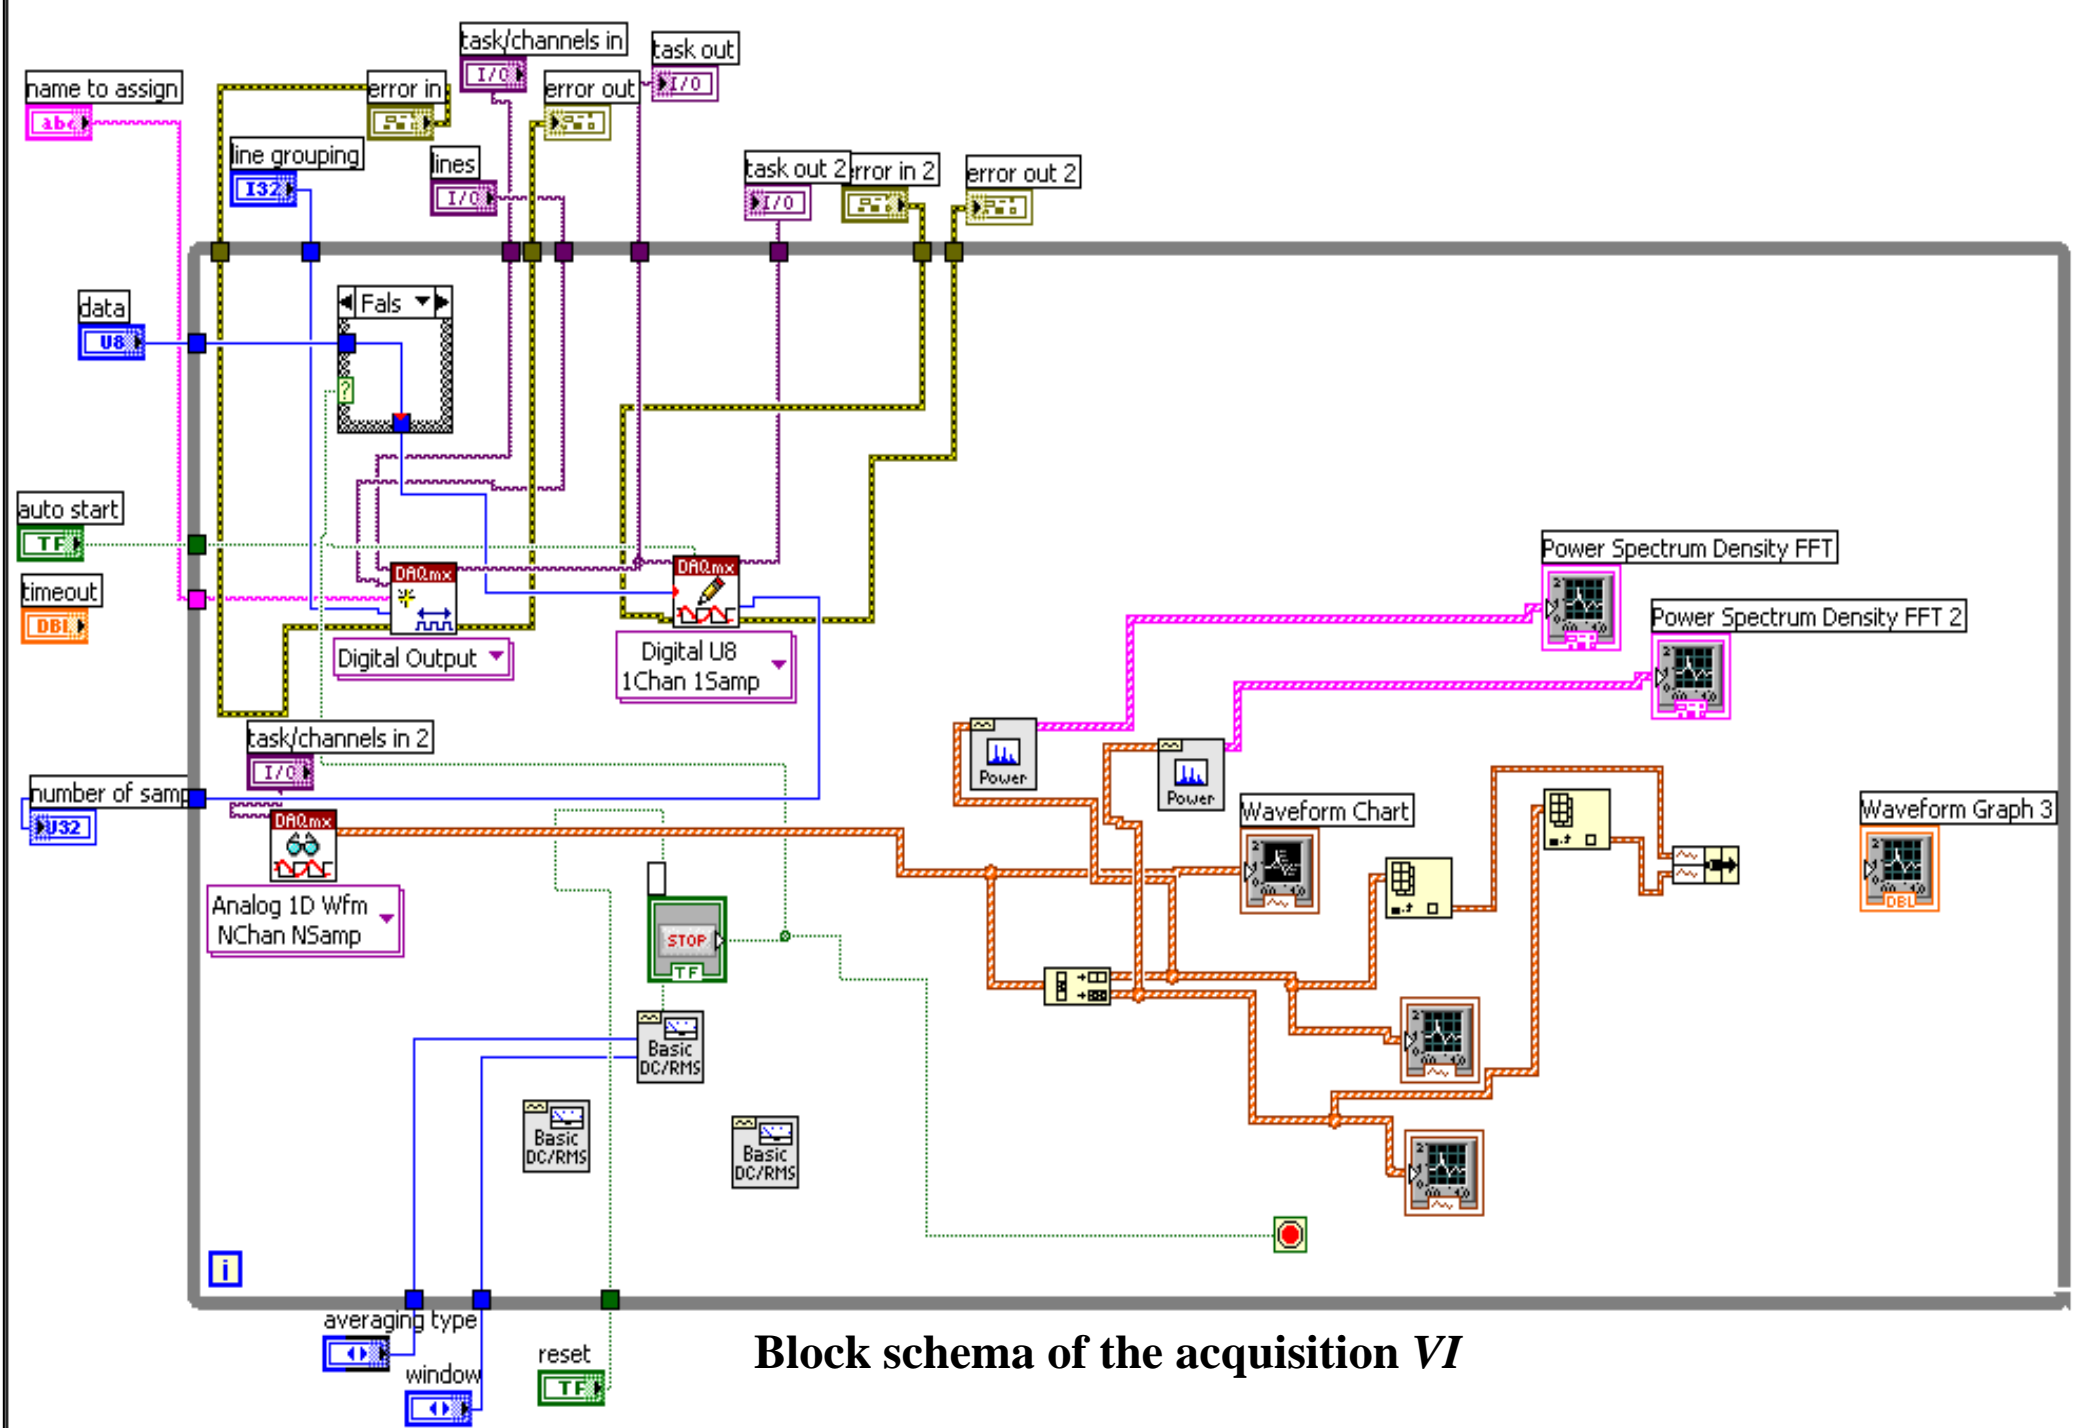 task/channels in
task out
name to assign
error in
error out
I/O
I/O
abc
line grouping
lines
task out 2
error in 2
error out 2
I32
I/O
I/O
data
Fals
U8
?
auto start
TF
DAQmx
DAQmx
Power Spectrum Density FFT
timeout
DBL
Power Spectrum Density FFT 2
Digital Output
Digital U8
1Chan 1Samp
task/channels in 2
I/O
Power
Power
number of samp
U32
DAQmx
Waveform Chart
Waveform Graph 3
DBL
Analog 1D Wfm
NChan NSamp
STOP
TF
Basic
DC/RMS
Basic
DC/RMS
Basic
DC/RMS
i
averaging type
window
reset
TF
Block schema of the acquisition VI